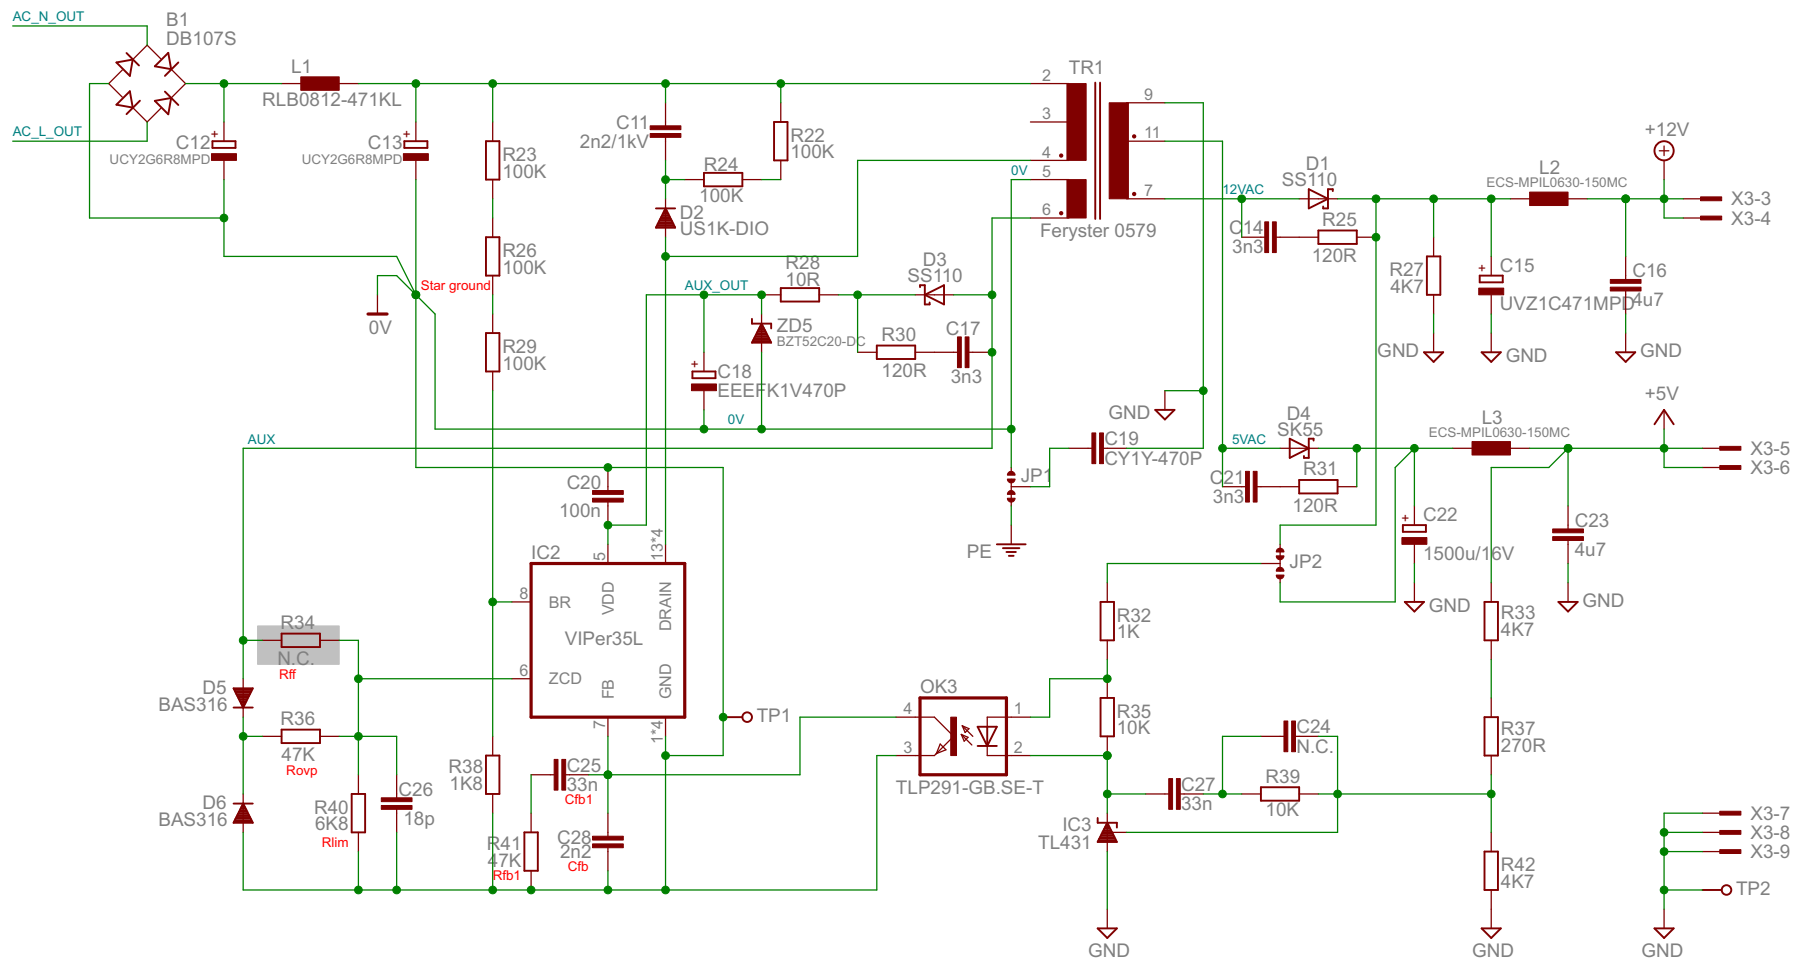 AC_N_OUT
B1
DB107S
L1
RLB0812-471KL
AC_L_OUT
C12
UCY2G6R8MPD
+
C13
UCY2G6R8MPD
+
R23
100K
C11
2n2/1kV
R22
100K
R24
100K
D2
US1K-DIO
TR1
2
3
4
5
6
9
11
7
0V
Feryster 0579
12VAC
D1
SS110
C14
3n3
R25
120R
L2
ECS-MPIL0630-150MC
+12V
X3-3
X3-4
R27
4K7
+
C15
UVZ1C471MPD
C16
4u7
GND
GND
GND
R26
100K
Star ground
0V
R28
10R
D3
SS110
AUX_OUT
ZD5
BZT52C20-DC
R30
120R
C17
3n3
R29
100K
+
C18
EEEFK1V470P
0V
AUX
GND
C19
CY1Y-470P
JP1
PE
5VAC
D4
SK55
C21
3n3
R31
120R
L3
ECS-MPIL0630-150MC
+5V
X3-5
X3-6
+
C22
1500u/16V
C23
4u7
GND
GND
JP2
C20
100n
IC2
5
13*4
8
BR
VDD
DRAIN
VIPer35L
6
ZCD
FB
GND
7
1*4
TP1
R34
N.C.
Rff
D5
BAS316
R36
47K
Rovp
D6
BAS316
R40
6K8
Rlim
C26
18p
R38
1K8
C25
33n
Cfb1
R41
47K
Rfb1
C28
2n2
Cfb
OK3
4
3
1
2
TLP291-GB.SE-T
R32
1K
R35
10K
C24
N.C.
C27
33n
R39
10K
IC3
TL431
R33
4K7
R37
270R
R42
4K7
GND
GND
X3-7
X3-8
X3-9
TP2
GND